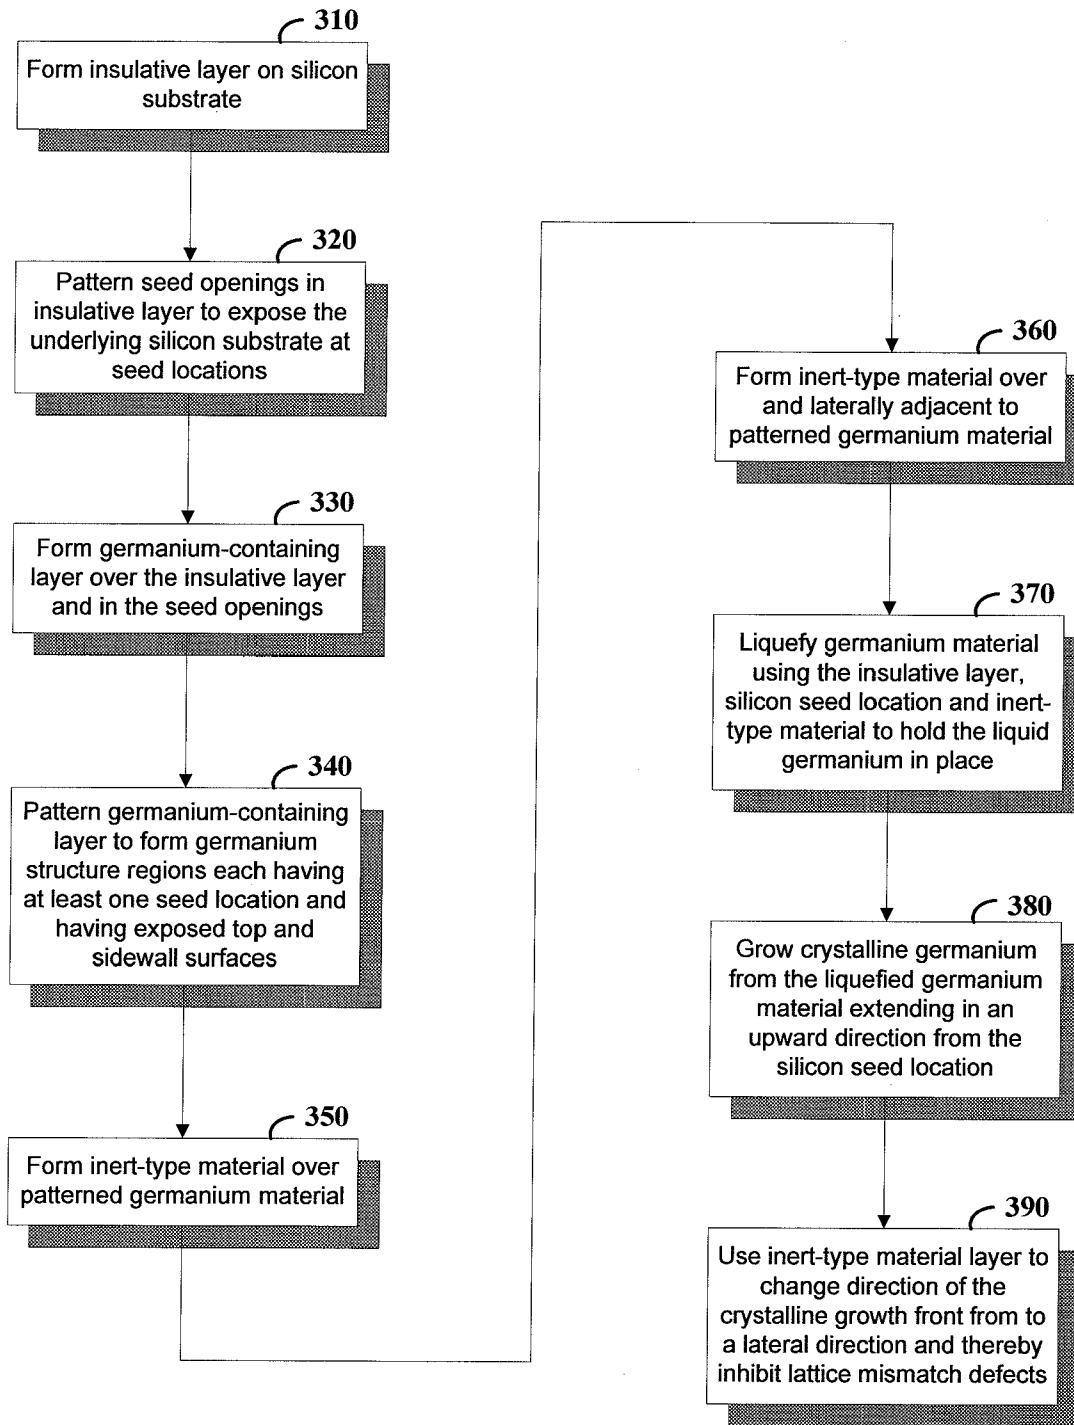 310
Form insulative layer on silicon
substrate
320
Pattern seed openings in
insulative layer to expose the
underlying silicon substrate at
seed locations
330
Form germanium-containing
layer over the insulative layer
and in the seed openings
340
Pattern germanium-containing
layer to form germanium
structure regions each having
at least one seed location and
having exposed top and
sidewall surfaces
350
Form inert-type material over
patterned germanium material
360
Form inert-type material over
and laterally adjacent to
patterned germanium material
370
Liquefy germanium material
using the insulative layer,
silicon seed location and inert-
type material to hold the liquid
germanium in place
380
Grow crystalline germanium
from the liquefied germanium
material extending in an
upward direction from the
silicon seed location
390
Use inert-type material layer to
change direction of the
crystalline growth front from to
a lateral direction and thereby
inhibit lattice mismatch defects